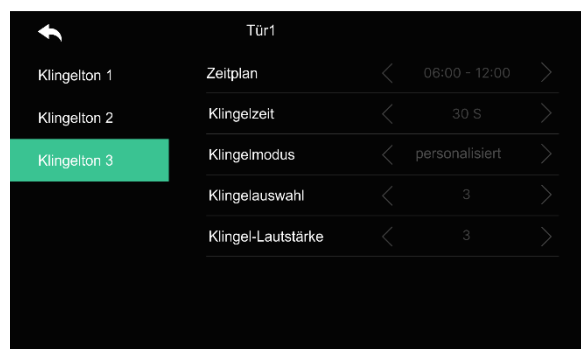 Tür1
Klingelton 1
Klingelton 2
Klingelton 3
Zeitplan 06:00 - 12:00
Klingelzeit 30 S
Klingelmodus personalisiert
Klingelauswahl 3
Klingel-Lautstärke 3